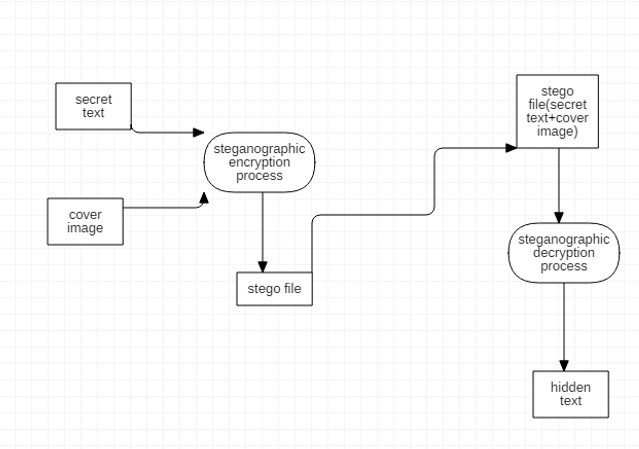 secret
text
cover
image
steganographic
encryption
process
stego file
stego
file(secret
text+cover
image)
steganographic
decryption
process
hidden
text